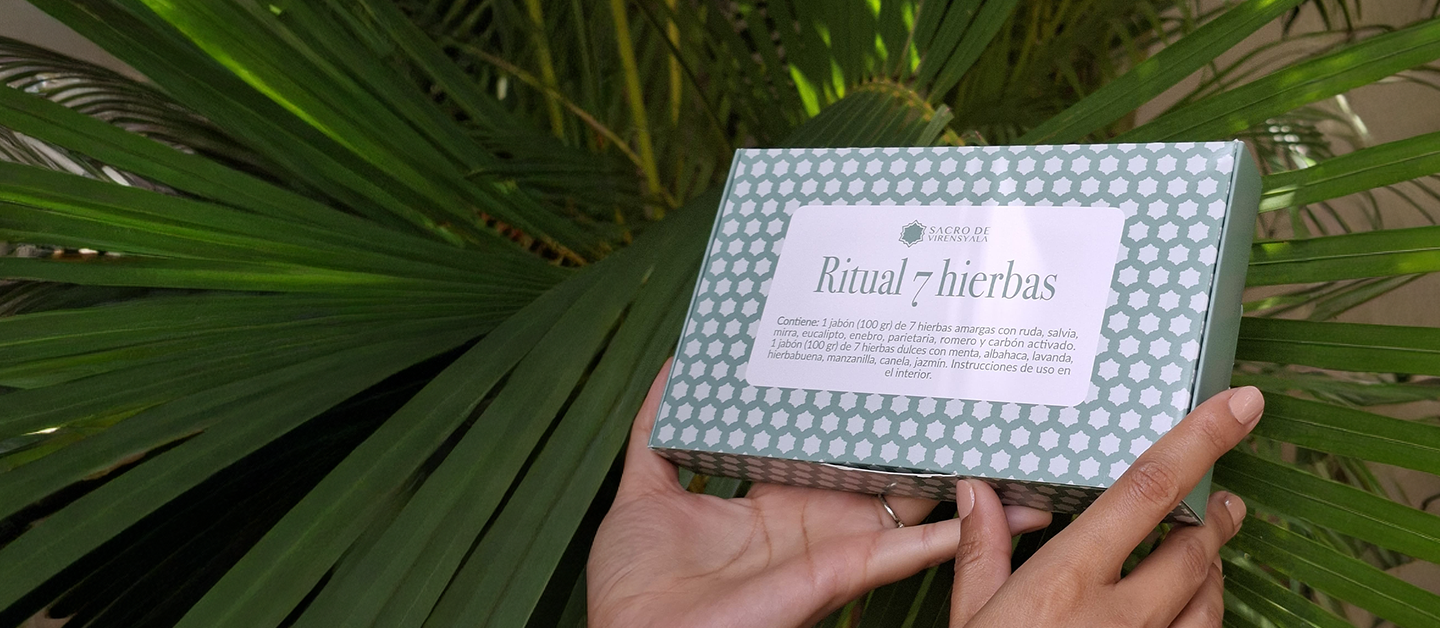 SACRO DE
VIRENSYALA
Ritual 7 hierbas
Contiene: 1 jabón (100 gr) de 7 hierbas amargas con ruda, salvia,
mirra, eucalipto, enebro, parietaria, romero y carbón activado.
1 jabón (100 gr) de 7 hierbas dulces con menta, albahaca, lavanda,
hierbabuena, manzanilla, canela, jazmín. Instrucciones de uso en
el interior.